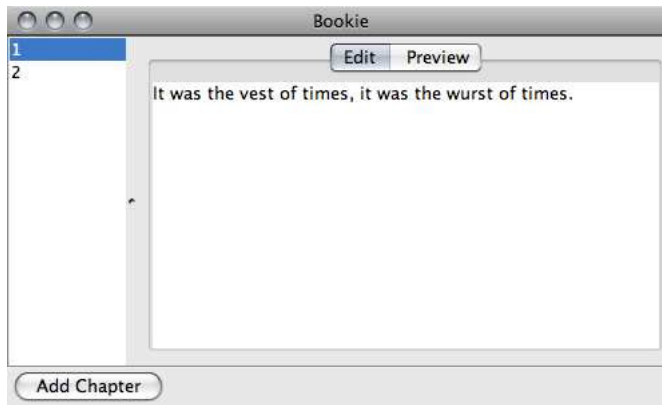 Bookie
1
2
Edit Preview
It was the vest of times, it was the wurst of times.
Add Chapter